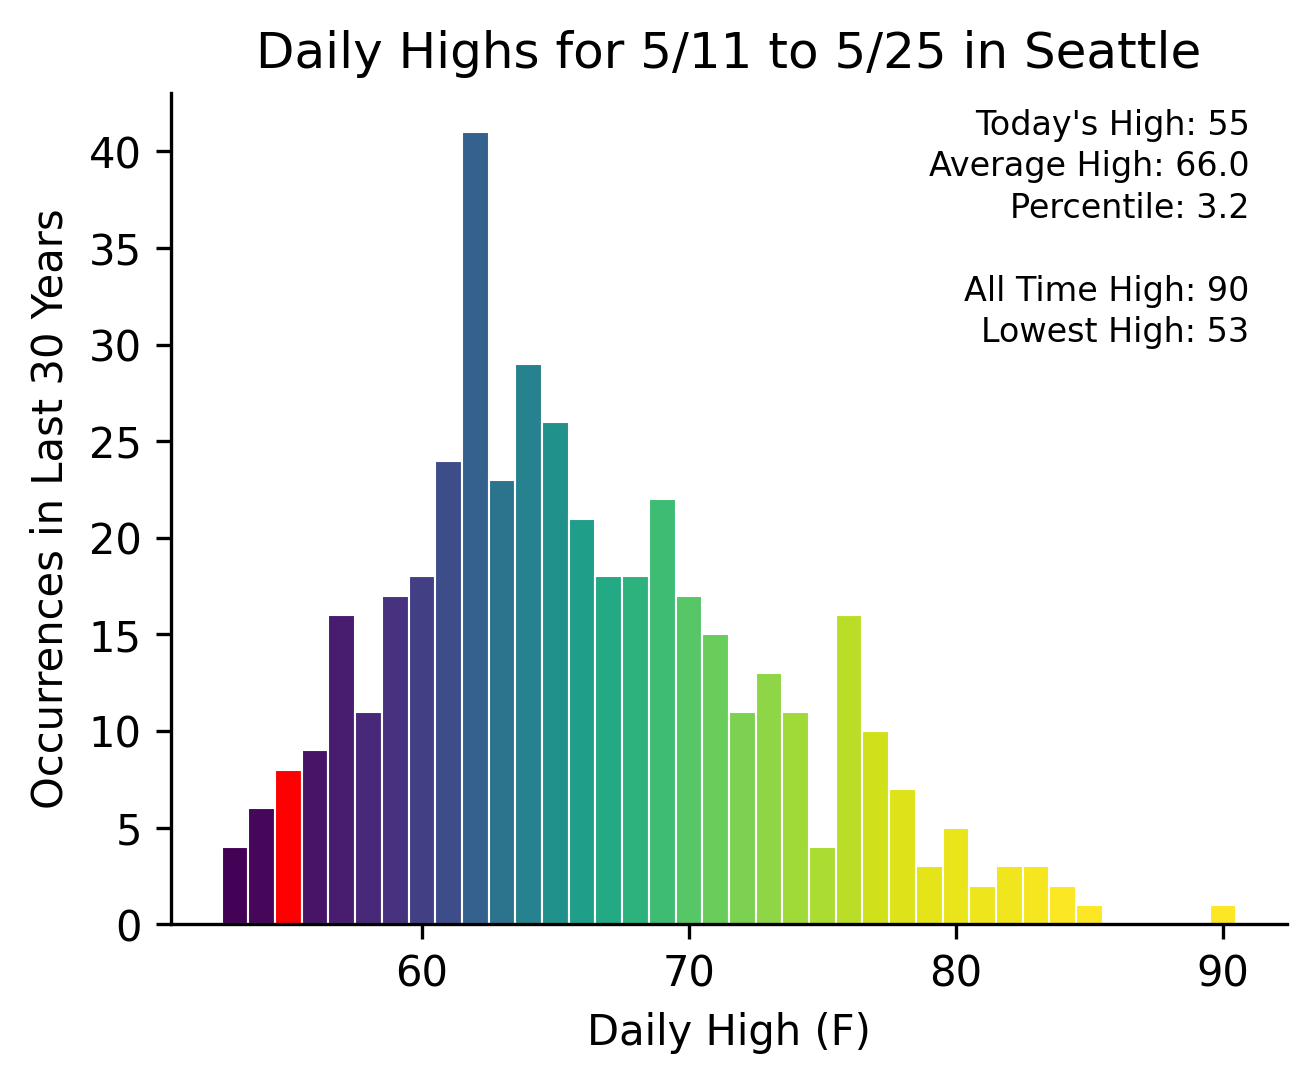 Daily Highs for 5/11 to 5/25 in Seattle
Today's High: 55
Average High: 66.0
Percentile: 3.2
All Time High: 90
Lowest High: 53
Occurrences in Last 30 Years
40
35
30
25
20
15
10
5
0
60 70 80 90
Daily High (F)